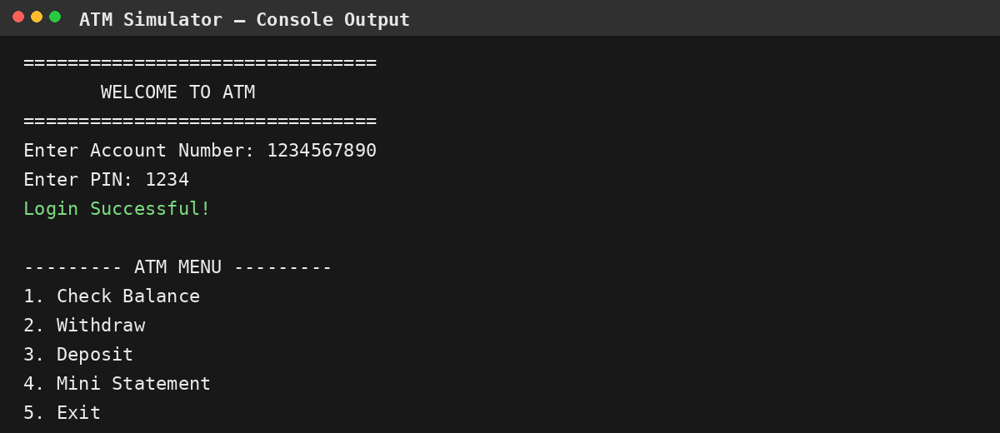 ATM Simulator — Console Output
================================
       WELCOME TO ATM
================================
Enter Account Number: 1234567890
Enter PIN: 1234
Login Successful!
--------- ATM MENU ---------
1. Check Balance
2. Withdraw
3. Deposit
4. Mini Statement
5. Exit